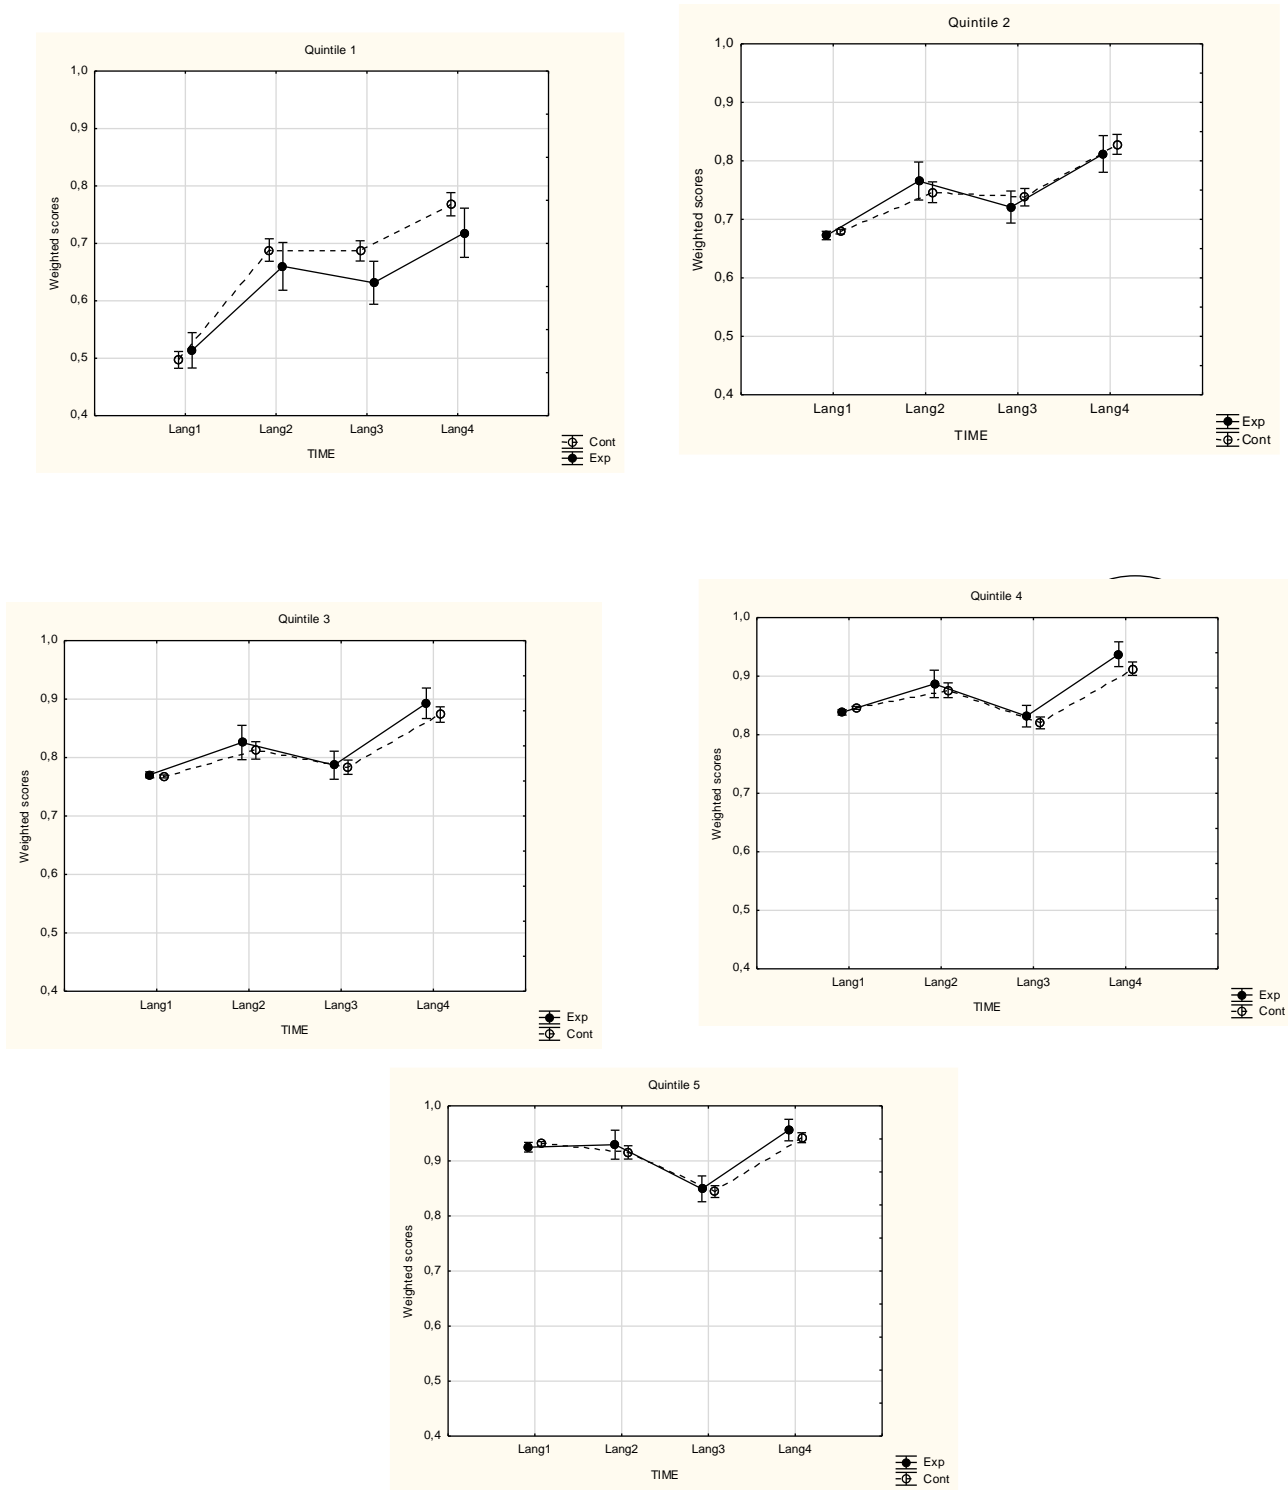 Quintile 1
Weighted scores
1,0
0,9
0,8
0,7
0,6
0,5
0,4
Lang1 Lang2 Lang3 Lang4
TIME
Cont
Exp
Quintile 2
Weighted scores
1,0
0,9
0,8
0,7
0,6
0,5
0,4
Lang1 Lang2 Lang3 Lang4
TIME
Exp
Cont
Quintile 3
Weighted scores
1,0
0,9
0,8
0,7
0,6
0,5
0,4
Lang1 Lang2 Lang3 Lang4
TIME
Exp
Cont
Quintile 4
Weighted scores
1,0
0,9
0,8
0,7
0,6
0,5
0,4
Lang1 Lang2 Lang3 Lang4
TIME
Exp
Cont
Quintile 5
Weighted scores
1,0
0,9
0,8
0,7
0,6
0,5
0,4
Lang1 Lang2 Lang3 Lang4
TIME
Exp
Cont